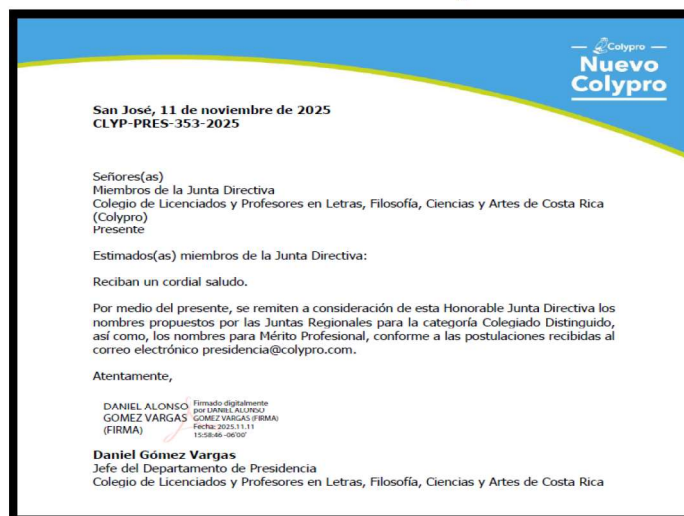 Colypro
Nuevo
Colypro
San José, 11 de noviembre de 2025
CLYP-PRES-353-2025
Señores(as)
Miembros de la Junta Directiva
Colegio de Licenciados y Profesores en Letras, Filosofía, Ciencias y Artes de Costa Rica
(Colypro)
Presente
Estimados(as) miembros de la Junta Directiva:
Reciban un cordial saludo.
Por medio del presente, se remiten a consideración de esta Honorable Junta Directiva los
nombres propuestos por las Juntas Regionales para la categoría Colegiado Distinguido,
así como, los nombres para Mérito Profesional, conforme a las postulaciones recibidas al
correo electrónico presidencia@colypro.com.
Atentamente,
DANIEL ALONSO
GOMEZ VARGAS
(FIRMA)
Firmado digitalmente
por DANIEL ALONSO
GOMEZ VARGAS (FIRMA)
Fecha: 2025.11.11
15:58:46 -06'00'
Daniel Gómez Vargas
Jefe del Departamento de Presidencia
Colegio de Licenciados y Profesores en Letras, Filosofía, Ciencias y Artes de Costa Rica